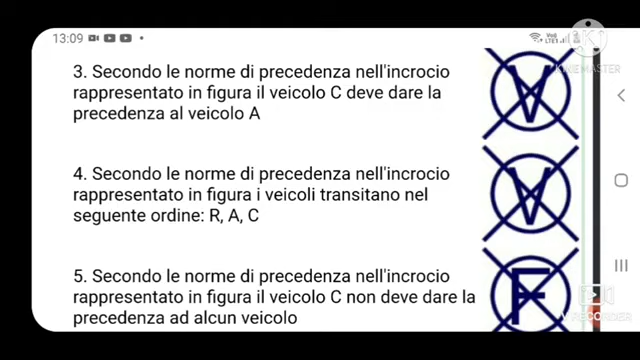 13:09
3. Secondo le norme di precedenza nell'incrocio
rappresentato in figura il veicolo C deve dare la
precedenza al veicolo A
V
4. Secondo le norme di precedenza nell'incrocio
rappresentato in figura i veicoli transitano nel
seguente ordine: R, A, C
V
5. Secondo le norme di precedenza nell'incrocio
rappresentato in figura il veicolo C non deve dare la
precedenza ad alcun veicolo
F